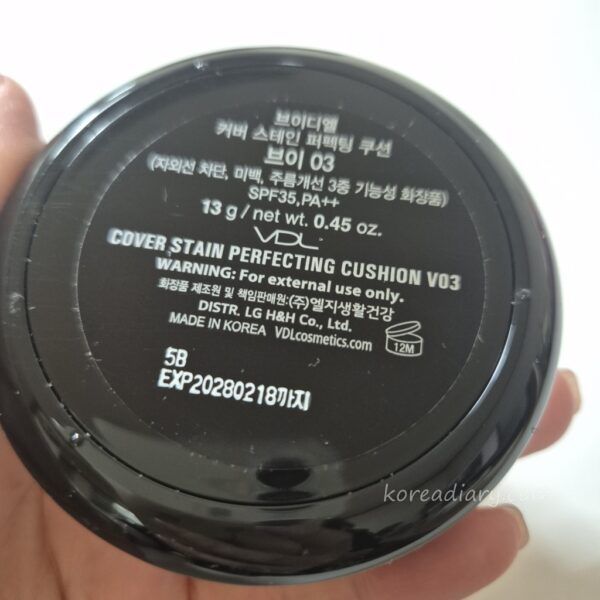 브이디엘
커버 스테인 퍼펙팅 쿠션
브이 03
(자외선 차단, 미백, 주름개선 3중 기능성 화장품)
SPF35,PA++
13 g / net wt. 0.45 oz.
VDL
COVER STAIN PERFECTING CUSHION V03
WARNING: For external use only.
화장품 제조원 및 책임판매원:(주)엘지생활건강
DISTR. LG H&H Co., Ltd.
MADE IN KOREA VDLcosmetics.com
12M
5B
EXP20280218까지
koreadiary